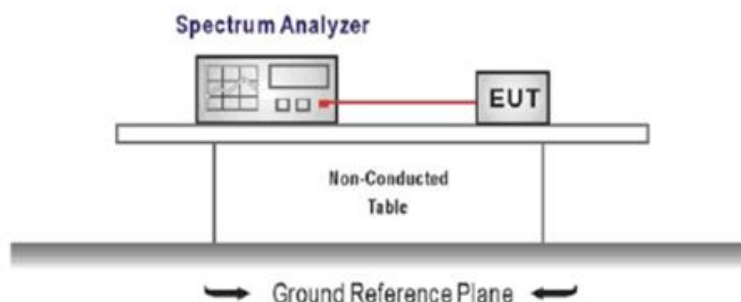 Spectrum Analyzer
EUT
Non-Conducted
Table
Ground Reference Plane